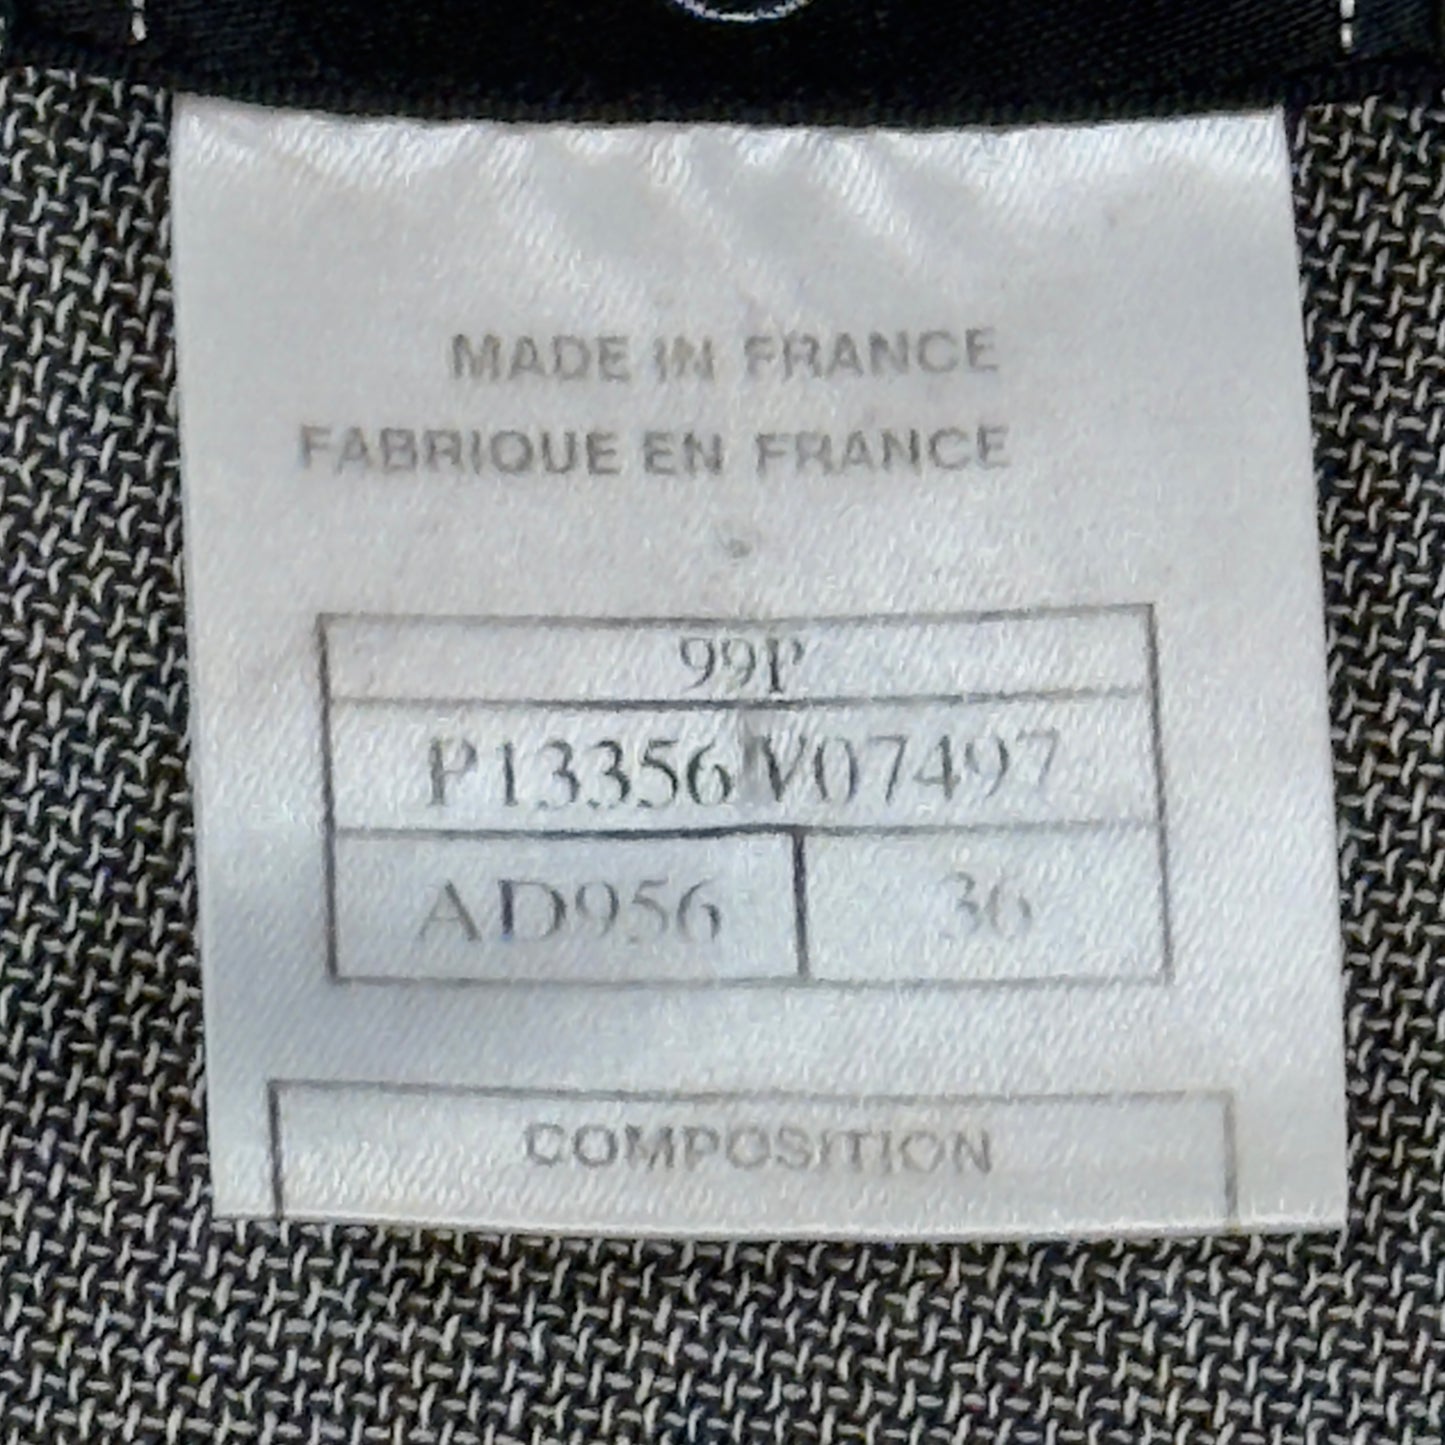 MADE IN FRANCE
FABRIQUE EN FRANCE
99P
P13356 V07497
AD956 36
COMPOSITION